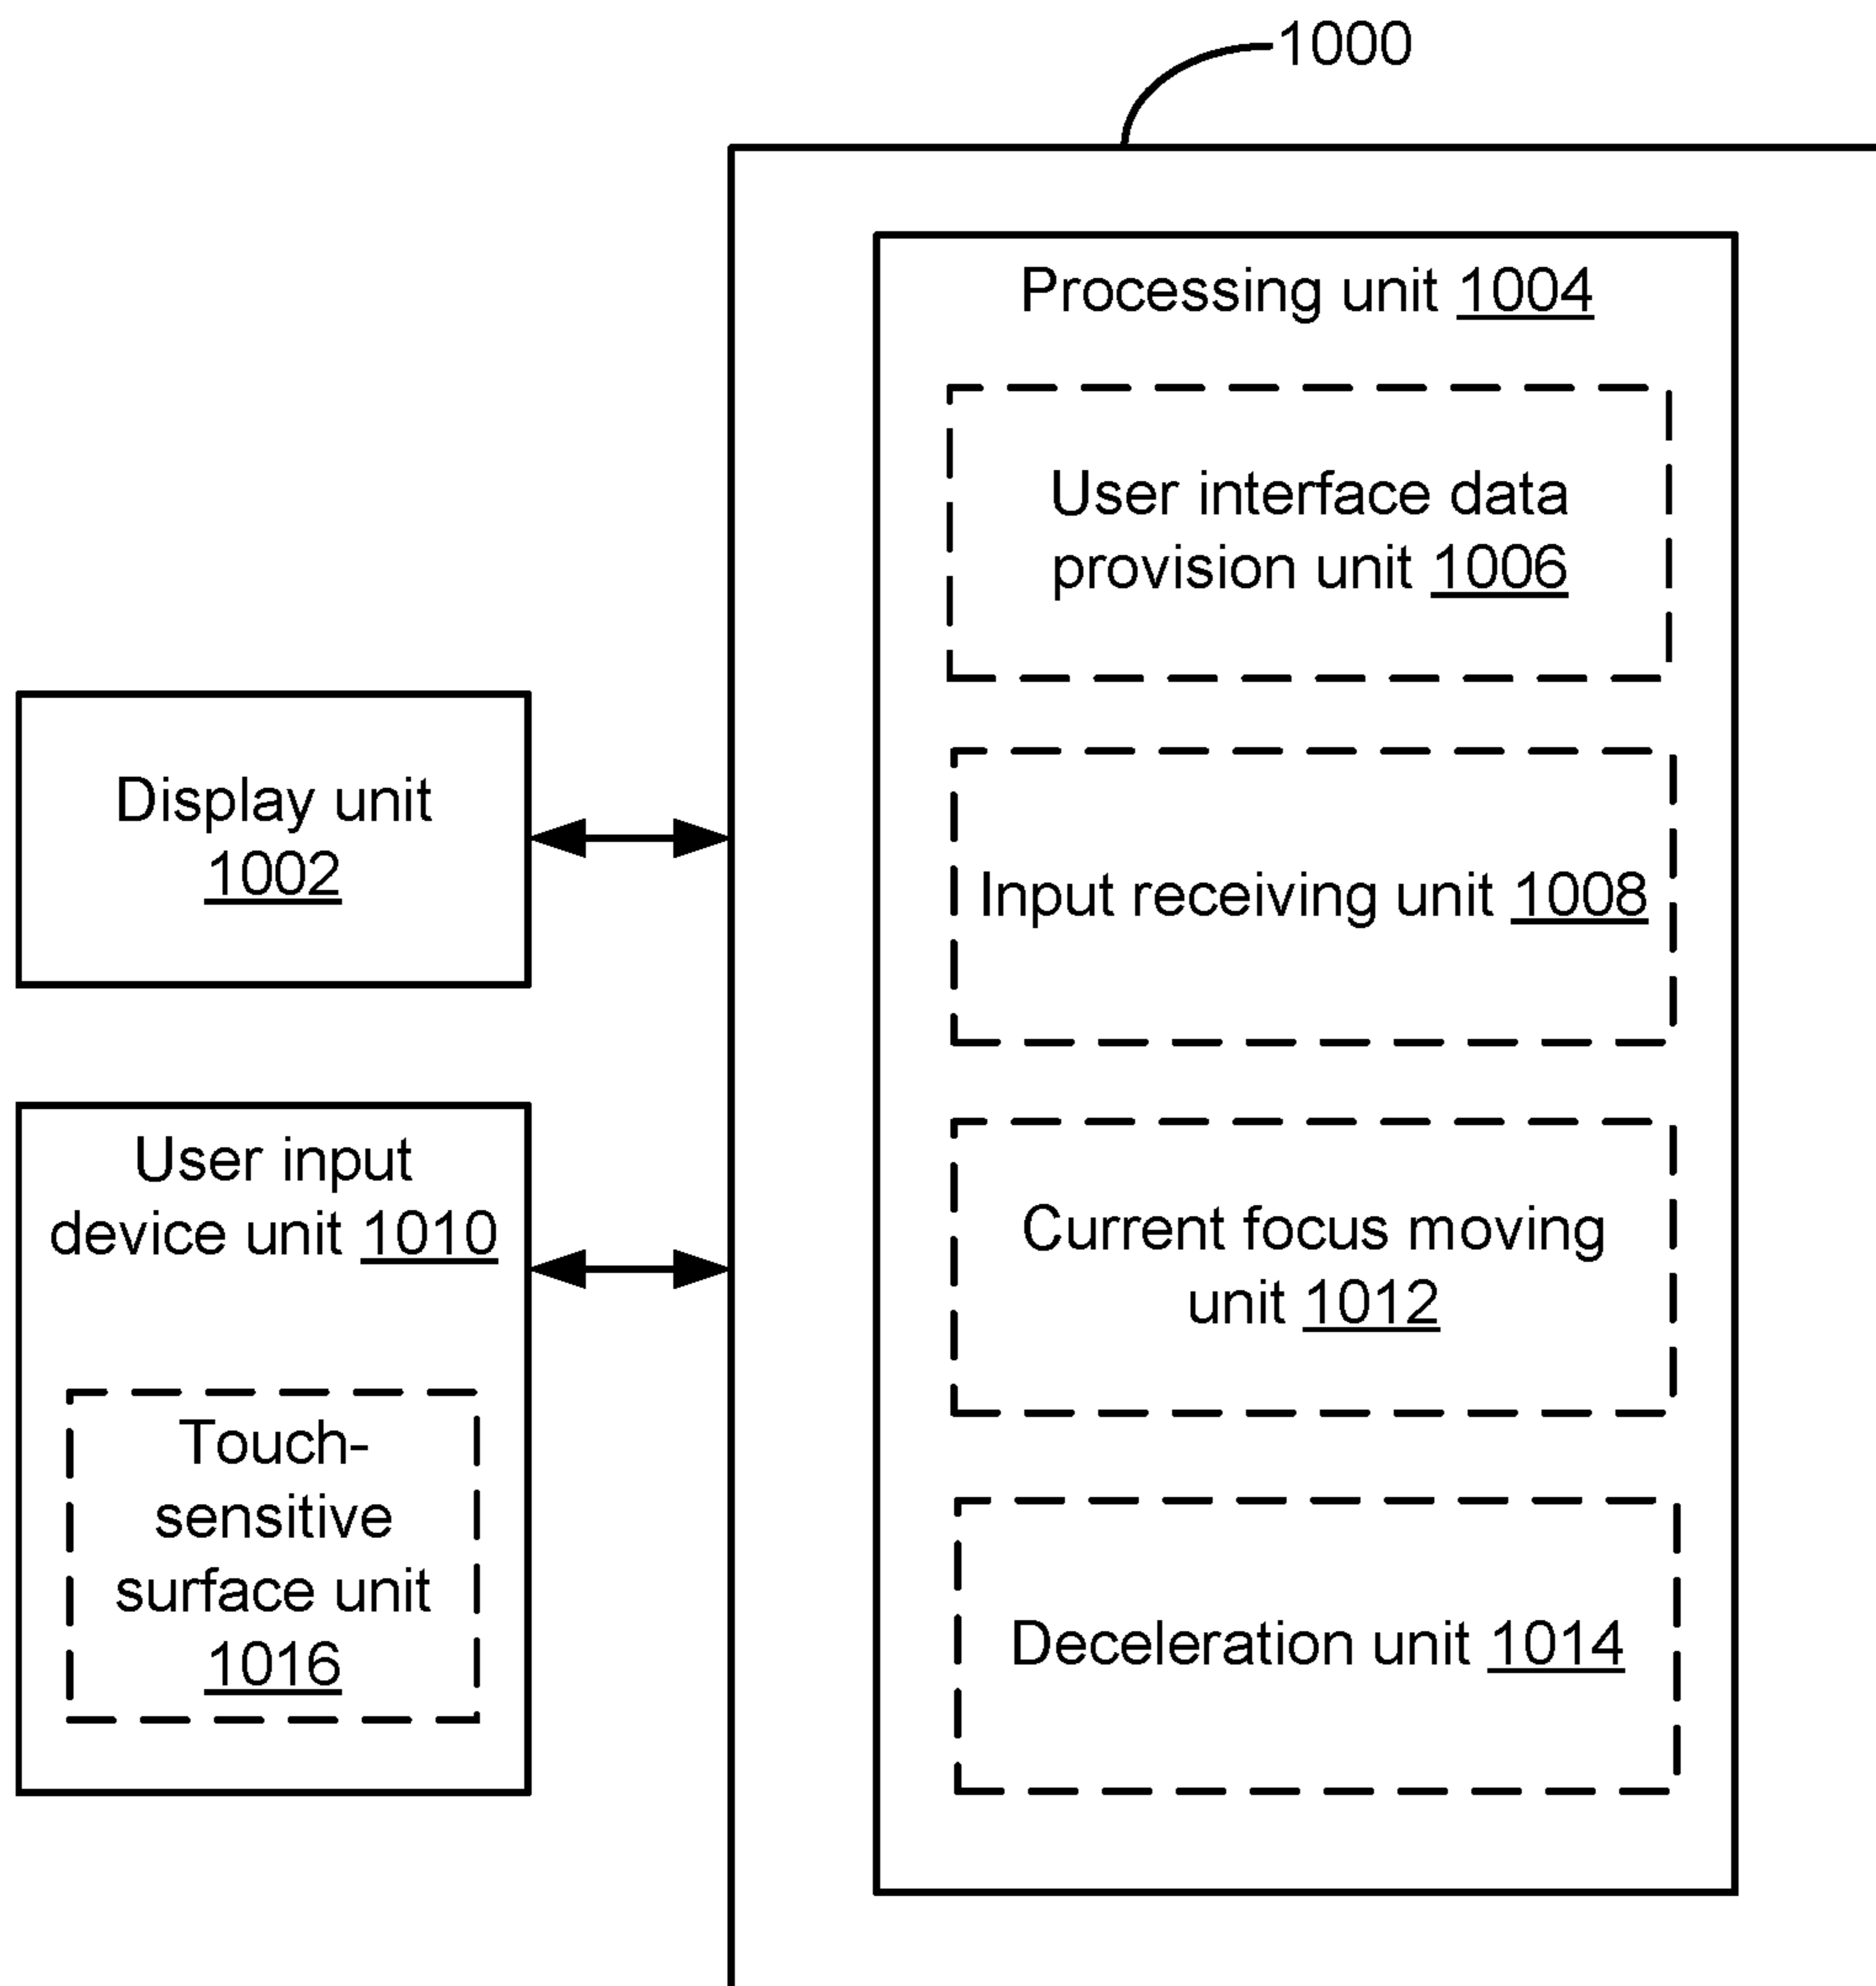 1000
Processing unit 1004
User interface data
provision unit 1006
Display unit
1002
Input receiving unit 1008
User input
device unit 1010
Current focus moving
unit 1012
Touch-
sensitive
surface unit
1016
Deceleration unit 1014